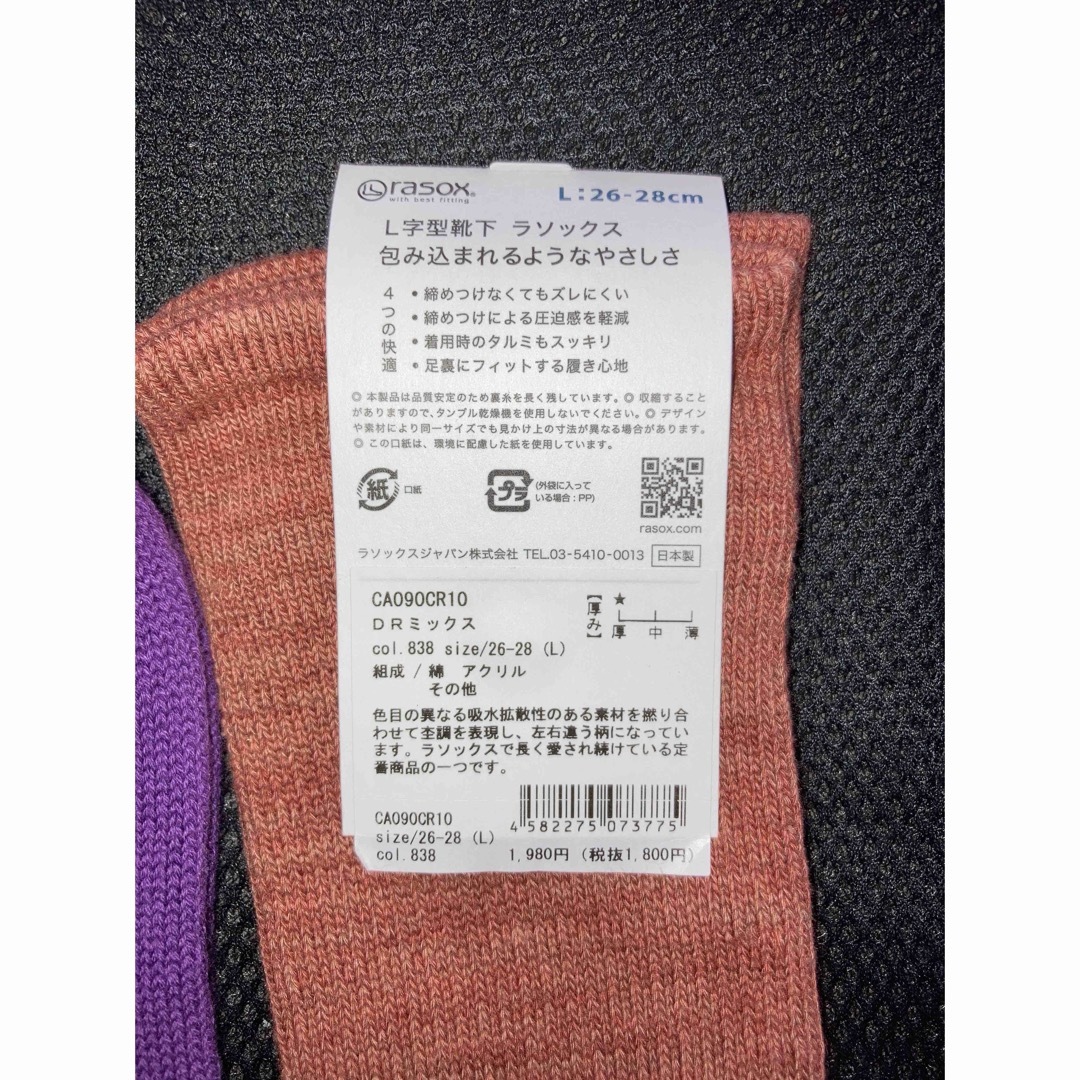 rasox®
with best fitting
L:26-28cm
L字型靴下 ラソックス
包み込まれるようなやさしさ
4つの快適
• 締めつけなくてもズレにくい
• 締めつけによる圧迫感を軽減
• 着用時のタルミもスッキリ
• 足裏にフィットする履き心地
◎ 本製品は品質安定のため裏糸を長く残しています。◎ 収縮すること
がありますので、タンブル乾燥機を使用しないでください。◎ デザイン
や素材により同一サイズでも見かけ上の寸法が異なる場合があります。
◎ この口紙は、環境に配慮した紙を使用しています。
紙 口紙
プラ (外袋に入って
いる場合:PP)
rasox.com
ラソックスジャパン株式会社 TEL.03-5410-0013 日本製
CA090CR10
DRミックス
【厚み】
★
厚 中 薄
col.838 size/26-28 (L)
組成 / 綿 アクリル
その他
色目の異なる吸水拡散性のある素材を撚り合
わせて杢調を表現し、左右違う柄になってい
ます。ラソックスで長く愛され続けている定
番商品の一つです。
CA090CR10
size/26-28 (L)
col.838
4 582275 073775
1,980円 (税抜1,800円)